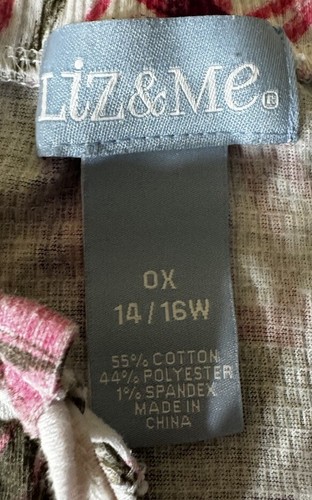 Liz&Me®
0X
14/16W
55% COTTON
44% POLYESTER
1% SPANDEX
MADE IN
CHINA